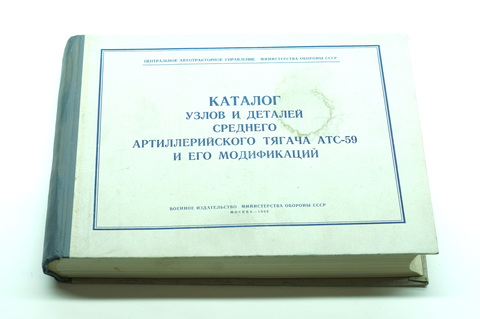 ЦЕНТРАЛЬНОЕ АВТОТРАКТОРНОЕ УПРАВЛЕНИЕ МИНИСТЕРСТВА ОБОРОНЫ СССР
КАТАЛОГ
УЗЛОВ И ДЕТАЛЕЙ
СРЕДНЕГО
АРТИЛЛЕРИЙСКОГО ТЯГАЧА АТС-59
И ЕГО МОДИФИКАЦИЙ
ВОЕННОЕ ИЗДАТЕЛЬСТВО МИНИСТЕРСТВА ОБОРОНЫ СССР
МОСКВА